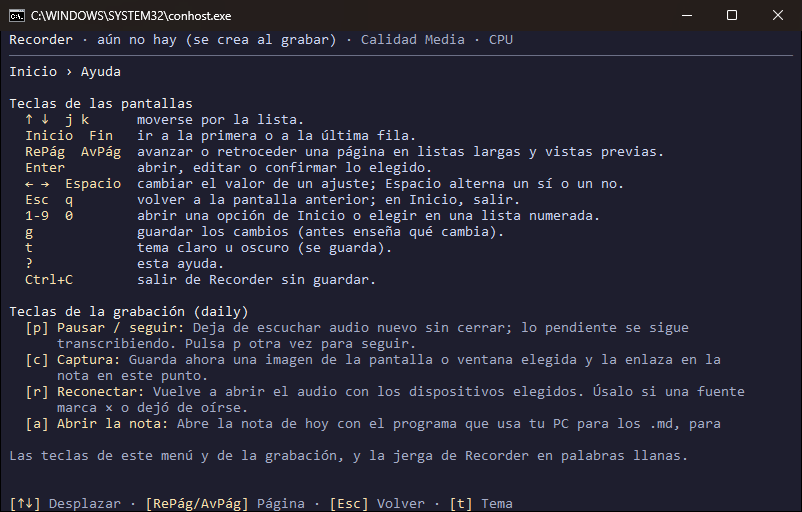 C:\WINDOWS\SYSTEM32\conhost.exe
Recorder · aún no hay (se crea al grabar) · Calidad Media · CPU
Inicio › Ayuda
Teclas de las pantallas
↑ ↓ j k moverse por la lista.
Inicio Fin ir a la primera o a la última fila.
RePág AvPág avanzar o retroceder una página en listas largas y vistas previas.
Enter abrir, editar o confirmar lo elegido.
← → Espacio cambiar el valor de un ajuste; Espacio alterna un sí o un no.
Esc q volver a la pantalla anterior; en Inicio, salir.
1-9 0 abrir una opción de Inicio o elegir en una lista numerada.
g guardar los cambios (antes enseña qué cambia).
t tema claro u oscuro (se guarda).
? esta ayuda.
Ctrl+C salir de Recorder sin guardar.
Teclas de la grabación (daily)
[p] Pausar / seguir: Deja de escuchar audio nuevo sin cerrar; lo pendiente se sigue
transcribiendo. Pulsa p otra vez para seguir.
[c] Captura: Guarda ahora una imagen de la pantalla o ventana elegida y la enlaza en la
nota en este punto.
[r] Reconectar: Vuelve a abrir el audio con los dispositivos elegidos. Úsalo si una fuente
marca × o dejó de oírse.
[a] Abrir la nota: Abre la nota de hoy con el programa que usa tu PC para los .md, para
Las teclas de este menú y de la grabación, y la jerga de Recorder en palabras llanas.
[↑↓] Desplazar · [RePág/AvPág] Página · [Esc] Volver · [t] Tema